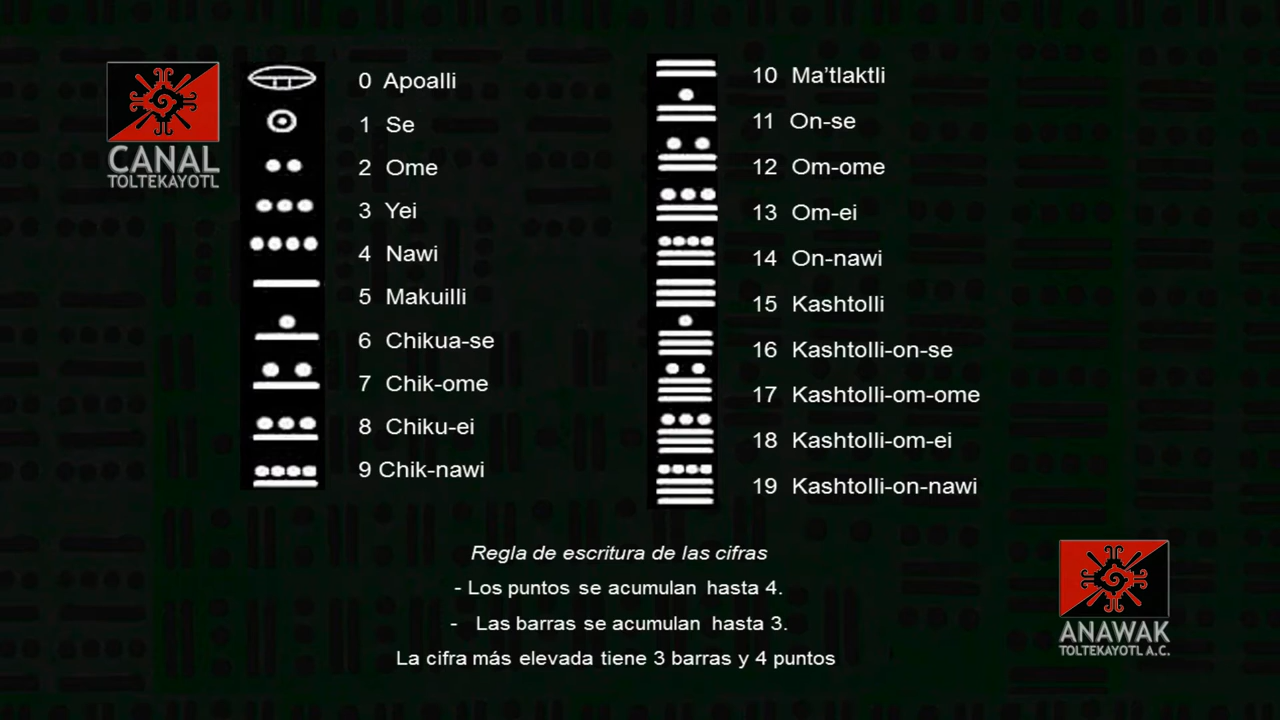 CANAL
TOLTEKAYOTL
0 Apoalli
1 Se
2 Ome
3 Yei
4 Nawi
5 Makuilli
6 Chikua-se
7 Chik-ome
8 Chiku-ei
9 Chik-nawi
10 Ma’tlaktli
11 On-se
12 Om-ome
13 Om-ei
14 On-nawi
15 Kashtolli
16 Kashtolli-on-se
17 Kashtolli-om-ome
18 Kashtolli-om-ei
19 Kashtolli-on-nawi
Regla de escritura de las cifras
- Los puntos se acumulan hasta 4.
- Las barras se acumulan hasta 3.
La cifra más elevada tiene 3 barras y 4 puntos
ANAWAK
TOLTEKAYOTL A.C.